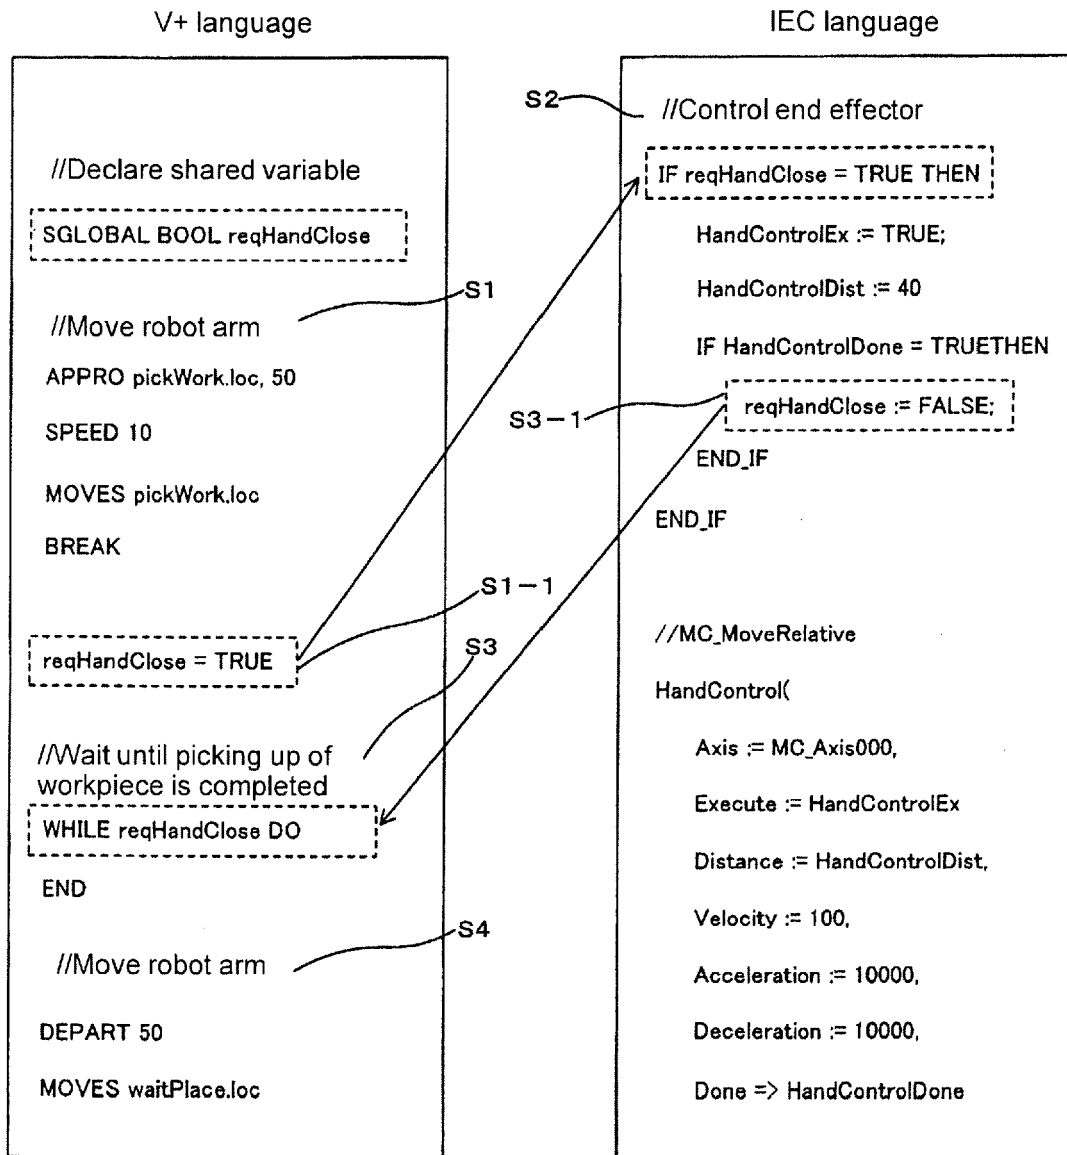 V+ language
//Declare shared variable
SGLOBAL BOOL reqHandClose
S1
//Move robot arm
APPRO pickWork.loc, 50
SPEED 10
MOVES pickWork.loc
BREAK
S1-1
reqHandClose = TRUE
S3
//Wait until picking up of
workpiece is completed
WHILE reqHandClose DO
END
S4
//Move robot arm
DEPART 50
MOVES waitPlace.loc
IEC language
S2
//Control end effector
IF reqHandClose = TRUE THEN
HandControlEx := TRUE;
HandControlDist := 40
IF HandControlDone = TRUETHEN
S3-1
reqHandClose := FALSE;
END_IF
END_IF
//MC_MoveRelative
HandControl(
Axis := MC_Axis000,
Execute := HandControlEx
Distance := HandControlDist,
Velocity := 100,
Acceleration := 10000,
Deceleration := 10000,
Done => HandControlDone